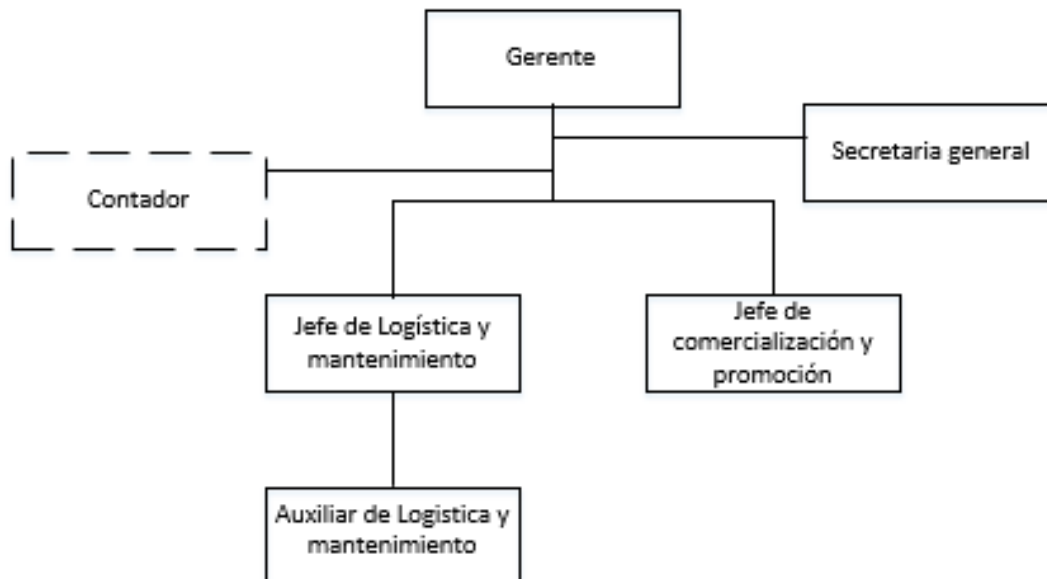 Gerente
Secretaria general
Contador
Jefe de Logística y
mantenimiento
Jefe de
comercialización y
promoción
Auxiliar de Logistica y
mantenimiento